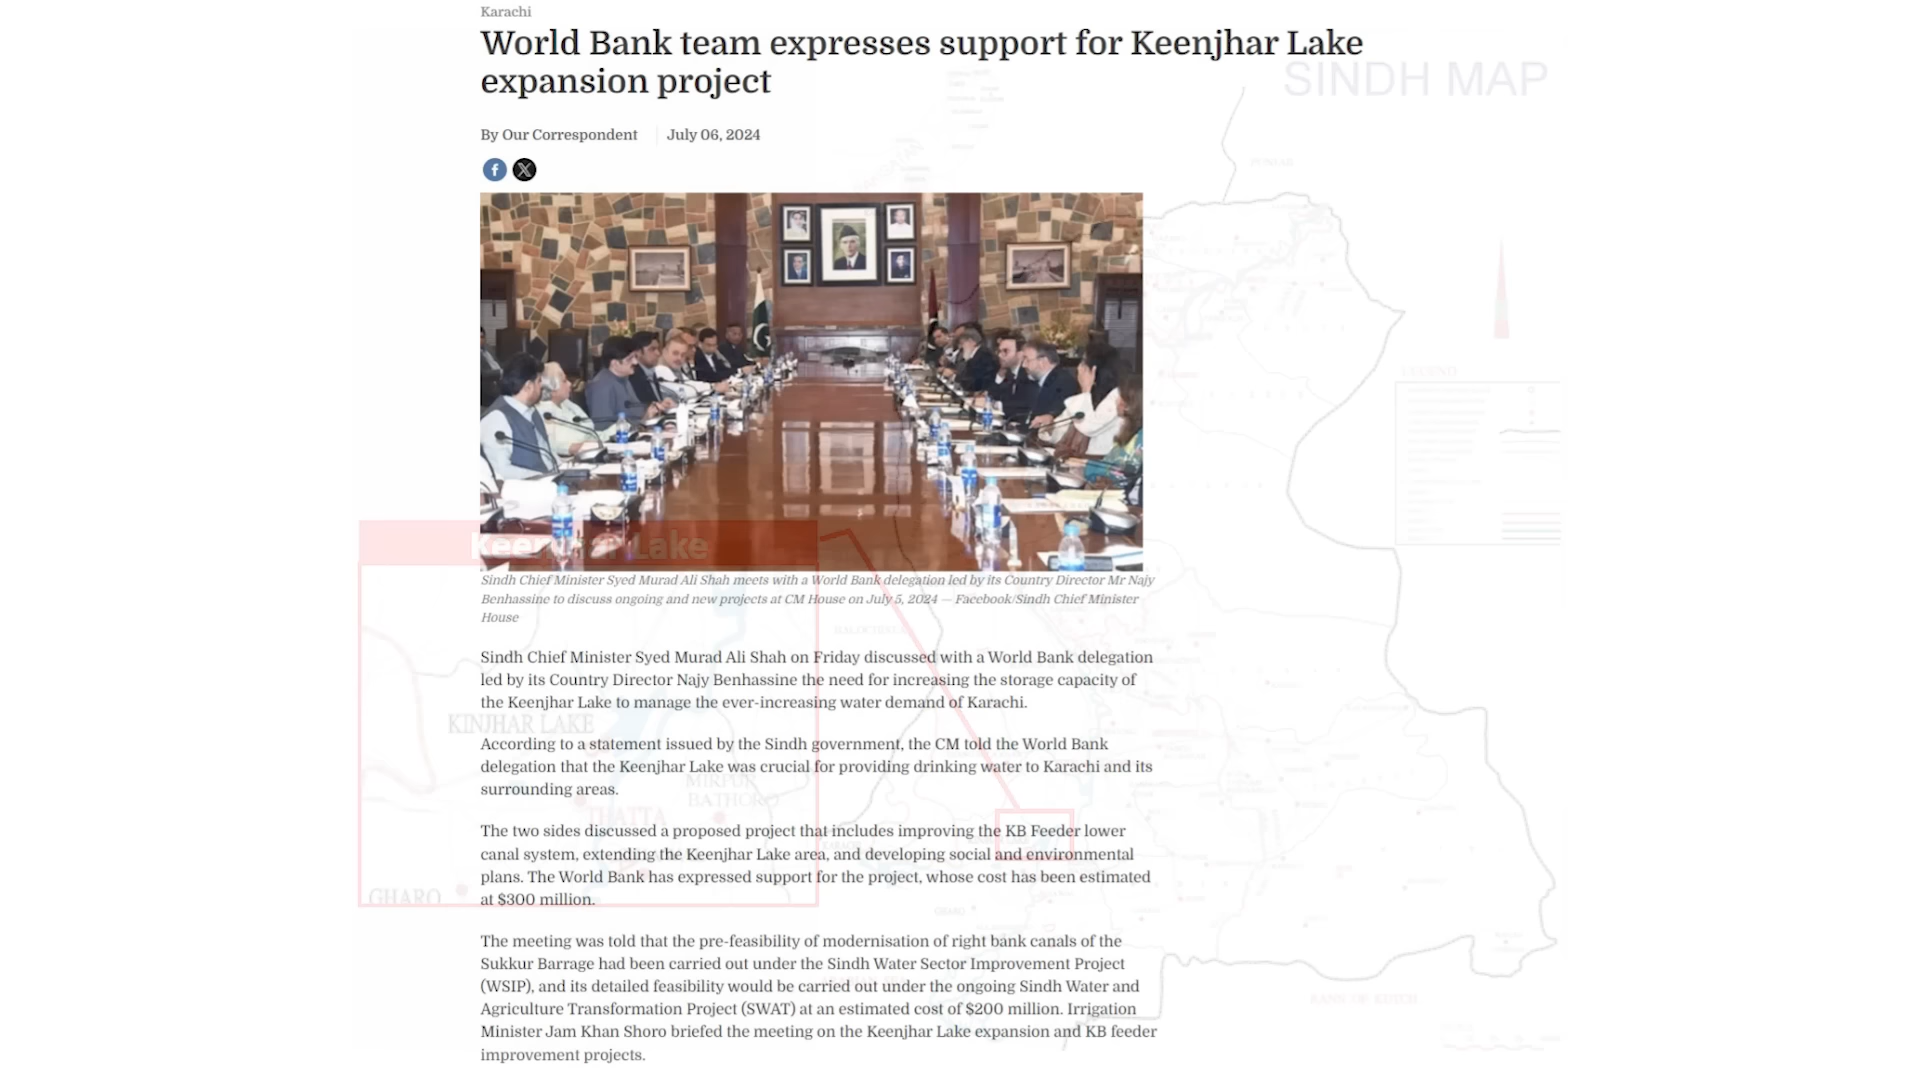 Karachi
World Bank team expresses support for Keenjhar Lake
expansion project
SINDH MAP
By Our Correspondent
July 06, 2024
PUNJAB
LEGEND
Keenjhar Lake
Sindh Chief Minister Syed Murad Ali Shah meets with a World Bank delegation led by its Country Director Mr Najy
Benhassine to discuss ongoing and new projects at CM House on July 5, 2024 — Facebook/Sindh Chief Minister
House
BALOCHISTAN
Sindh Chief Minister Syed Murad Ali Shah on Friday discussed with a World Bank delegation
led by its Country Director Najy Benhassine the need for increasing the storage capacity of
the Keenjhar Lake to manage the ever-increasing water demand of Karachi.
KINJHAR LAKE
According to a statement issued by the Sindh government, the CM told the World Bank
delegation that the Keenjhar Lake was crucial for providing drinking water to Karachi and its
surrounding areas.
MIRPUR
BATHORO
THATTA
The two sides discussed a proposed project that includes improving the KB Feeder lower
canal system, extending the Keenjhar Lake area, and developing social and environmental
plans. The World Bank has expressed support for the project, whose cost has been estimated
at $300 million.
GHARO
GHARO
The meeting was told that the pre-feasibility of modernisation of right bank canals of the
Sukkur Barrage had been carried out under the Sindh Water Sector Improvement Project
(WSIP), and its detailed feasibility would be carried out under the ongoing Sindh Water and
Agriculture Transformation Project (SWAT) at an estimated cost of $200 million. Irrigation
Minister Jam Khan Shoro briefed the meeting on the Keenjhar Lake expansion and KB feeder
improvement projects.
RANN OF KUTCH